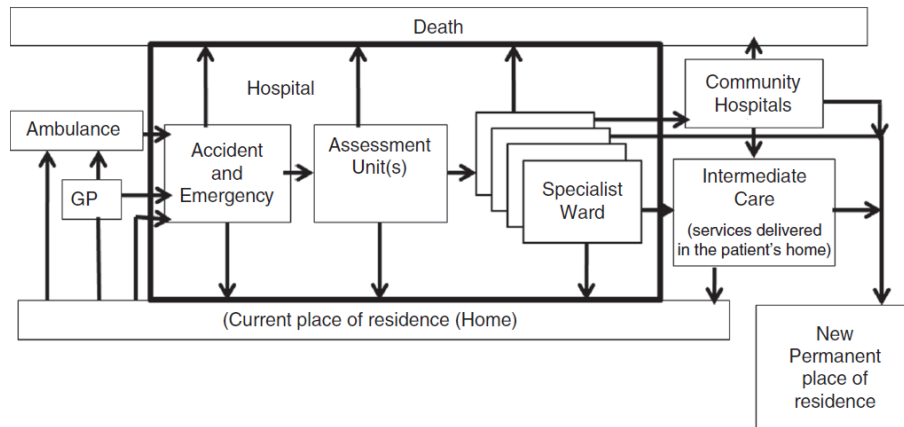 Death
Hospital
Community
Hospitals
Ambulance
Accident
and
Emergency
Assessment
Unit(s)
GP
Specialist
Ward
Intermediate
Care
(services delivered
in the patient's home)
(Current place of residence (Home)
New
Permanent
place of
residence